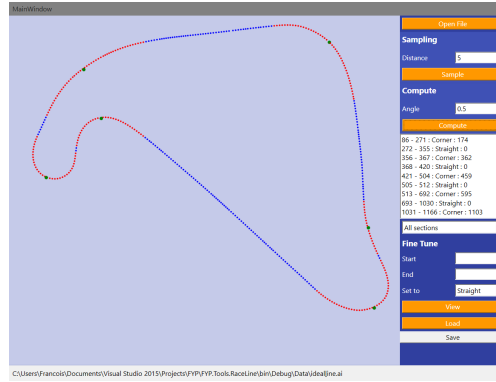 MainWindow
Open File
Sampling
Distance 5
Sample
Compute
Angle 0.5
Compute
86 - 271 : Corner : 174
272 - 355 : Straight : 0
356 - 367 : Corner : 362
368 - 420 : Straight : 0
421 - 504 : Corner : 459
505 - 512 : Straight : 0
513 - 692 : Corner : 595
693 - 1030 : Straight : 0
1031 - 1166 : Corner : 1103
All sections
Fine Tune
Start
End
Set to Straight
View
Load
Save
C:\Users\Francois\Documents\Visual Studio 2015\Projects\FYP\FYP.Tools.RaceLine\bin\Debug\Data\idealline.ai